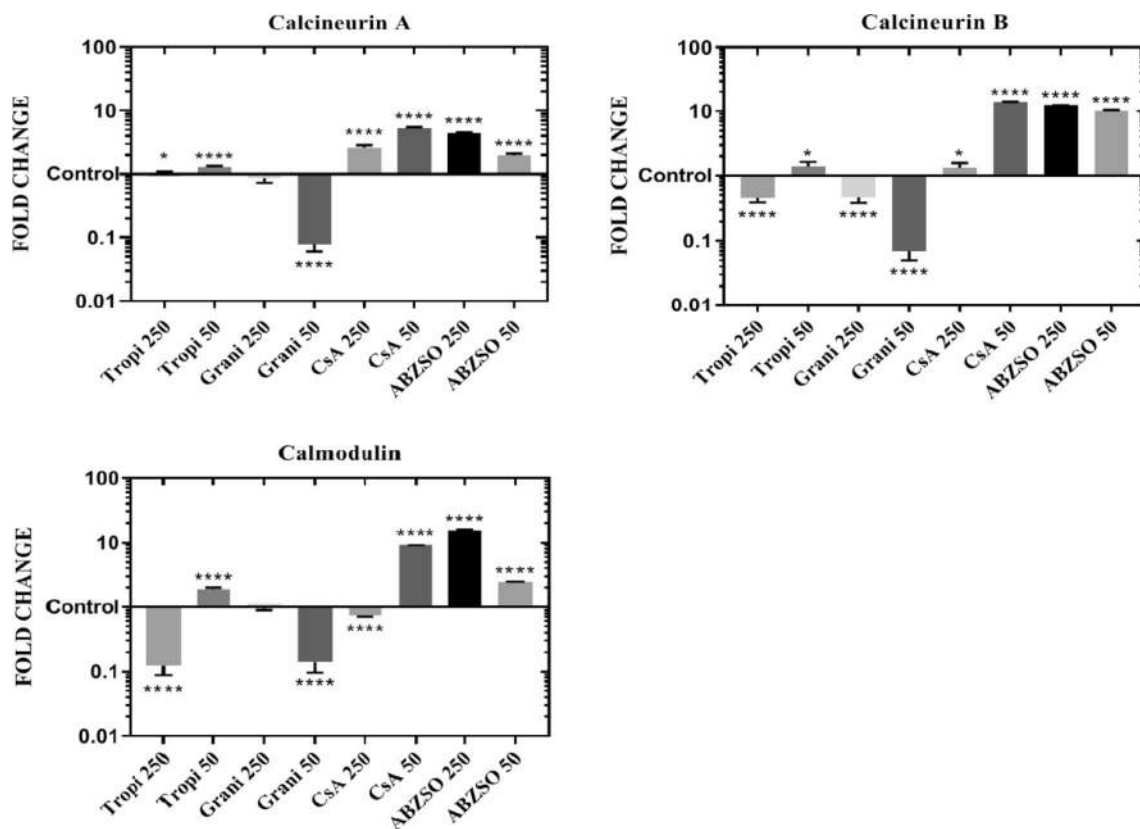 Calcineurin A
FOLD CHANGE
100
10
Control
0.1
0.01
* **** **** **** **** ****
****
Tropi 250
Tropi 50
Grani 250
Grani 50
CsA 250
CsA 50
ABZSO 250
ABZSO 50
Calcineurin B
FOLD CHANGE
100
10
Control
0.1
0.01
* * **** **** ****
**** **** ****
Tropi 250
Tropi 50
Grani 250
Grani 50
CsA 250
CsA 50
ABZSO 250
ABZSO 50
Calmodulin
FOLD CHANGE
100
10
Control
0.1
0.01
**** **** **** ****
**** **** ****
Tropi 250
Tropi 50
Grani 250
Grani 50
CsA 250
CsA 50
ABZSO 250
ABZSO 50